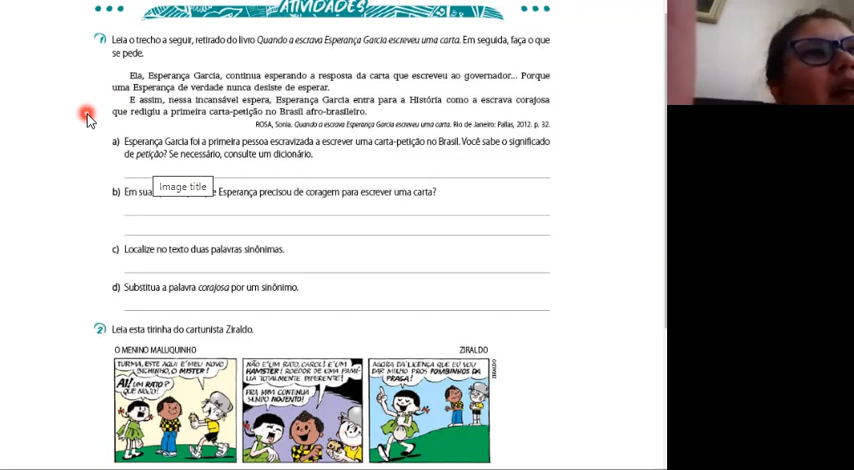 ATIVIDADES
1 Leia o trecho a seguir, retirado do livro Quando a escrava Esperança Garcia escreveu uma carta. Em seguida, faça o que
se pede.
Ela, Esperança Garcia, continua esperando a resposta da carta que escreveu ao governador... Porque
uma Esperança de verdade nunca desiste de esperar.
E assim, nessa incansável espera, Esperança Garcia entra para a História como a escrava corajosa
que redigiu a primeira carta-petição no Brasil afro-brasileiro.
ROSA, Sonia. Quando a escrava Esperança Garcia escreveu uma carta. Rio de Janeiro: Pallas, 2012. p. 32.
a) Esperança Garcia foi a primeira pessoa escravizada a escrever uma carta-petição no Brasil. Você sabe o significado
de petição? Se necessário, consulte um dicionário.
Image title
b) Em sua Esperança precisou de coragem para escrever uma carta?
c) Localize no texto duas palavras sinônimas.
d) Substitua a palavra corajosa por um sinônimo.
2 Leia esta tirinha do cartunista Ziraldo.
O MENINO MALUQUINHO
ZIRALDO
TURMA, ESTE AQUI É MEU NOVO
BICHINHO, O MISTER!
AI! UM RATO?
QUE NOJO!
NÃO É UM RATO, CAROL! É UM
HAMSTER! ROEDOR DE UMA FAMÍ-
LIA TOTALMENTE DIFERENTE!
PRA MIM CONTINUA
SENDO NOJENTO!
AGORA DÁ LICENÇA QUE EU VOU
DAR MILHO PROS POMBINHOS DA
PRAÇA!
ZIRALDO